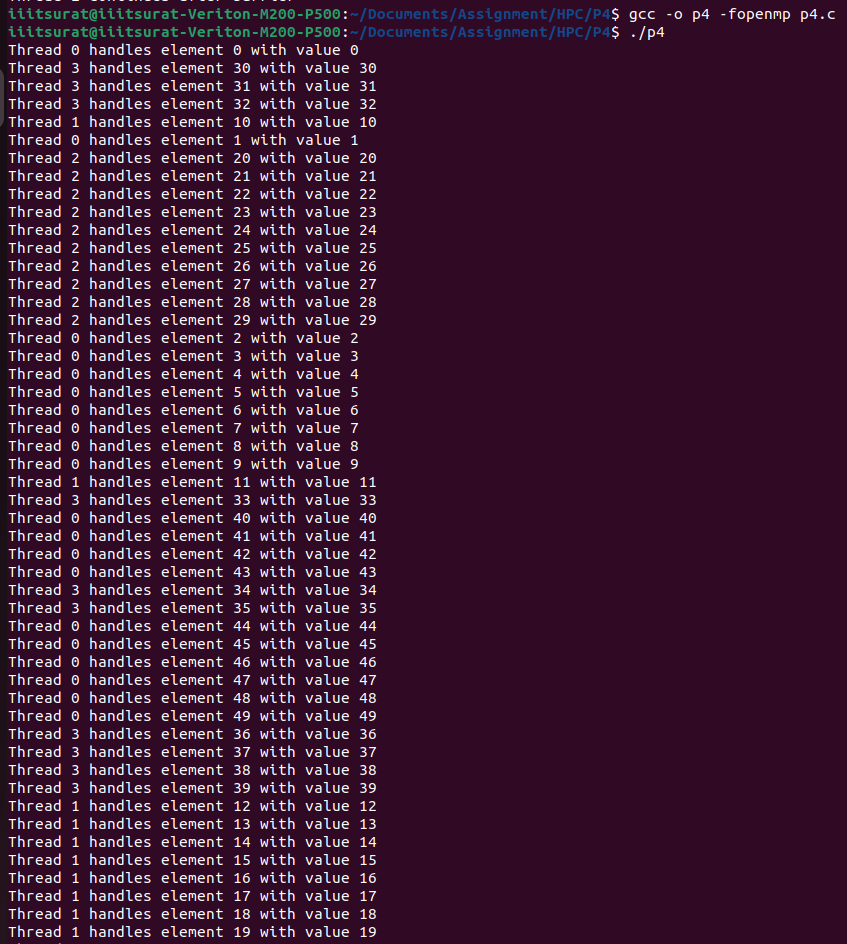 iiitsurat@iiitsurat-Veriton-M200-P500:~/Documents/Assignment/HPC/P4$ gcc -o p4 -fopenmp p4.c
iiitsurat@iiitsurat-Veriton-M200-P500:~/Documents/Assignment/HPC/P4$ ./p4
Thread 0 handles element 0 with value 0
Thread 3 handles element 30 with value 30
Thread 3 handles element 31 with value 31
Thread 3 handles element 32 with value 32
Thread 1 handles element 10 with value 10
Thread 0 handles element 1 with value 1
Thread 2 handles element 20 with value 20
Thread 2 handles element 21 with value 21
Thread 2 handles element 22 with value 22
Thread 2 handles element 23 with value 23
Thread 2 handles element 24 with value 24
Thread 2 handles element 25 with value 25
Thread 2 handles element 26 with value 26
Thread 2 handles element 27 with value 27
Thread 2 handles element 28 with value 28
Thread 2 handles element 29 with value 29
Thread 0 handles element 2 with value 2
Thread 0 handles element 3 with value 3
Thread 0 handles element 4 with value 4
Thread 0 handles element 5 with value 5
Thread 0 handles element 6 with value 6
Thread 0 handles element 7 with value 7
Thread 0 handles element 8 with value 8
Thread 0 handles element 9 with value 9
Thread 1 handles element 11 with value 11
Thread 3 handles element 33 with value 33
Thread 0 handles element 40 with value 40
Thread 0 handles element 41 with value 41
Thread 0 handles element 42 with value 42
Thread 0 handles element 43 with value 43
Thread 3 handles element 34 with value 34
Thread 3 handles element 35 with value 35
Thread 0 handles element 44 with value 44
Thread 0 handles element 45 with value 45
Thread 0 handles element 46 with value 46
Thread 0 handles element 47 with value 47
Thread 0 handles element 48 with value 48
Thread 0 handles element 49 with value 49
Thread 3 handles element 36 with value 36
Thread 3 handles element 37 with value 37
Thread 3 handles element 38 with value 38
Thread 3 handles element 39 with value 39
Thread 1 handles element 12 with value 12
Thread 1 handles element 13 with value 13
Thread 1 handles element 14 with value 14
Thread 1 handles element 15 with value 15
Thread 1 handles element 16 with value 16
Thread 1 handles element 17 with value 17
Thread 1 handles element 18 with value 18
Thread 1 handles element 19 with value 19